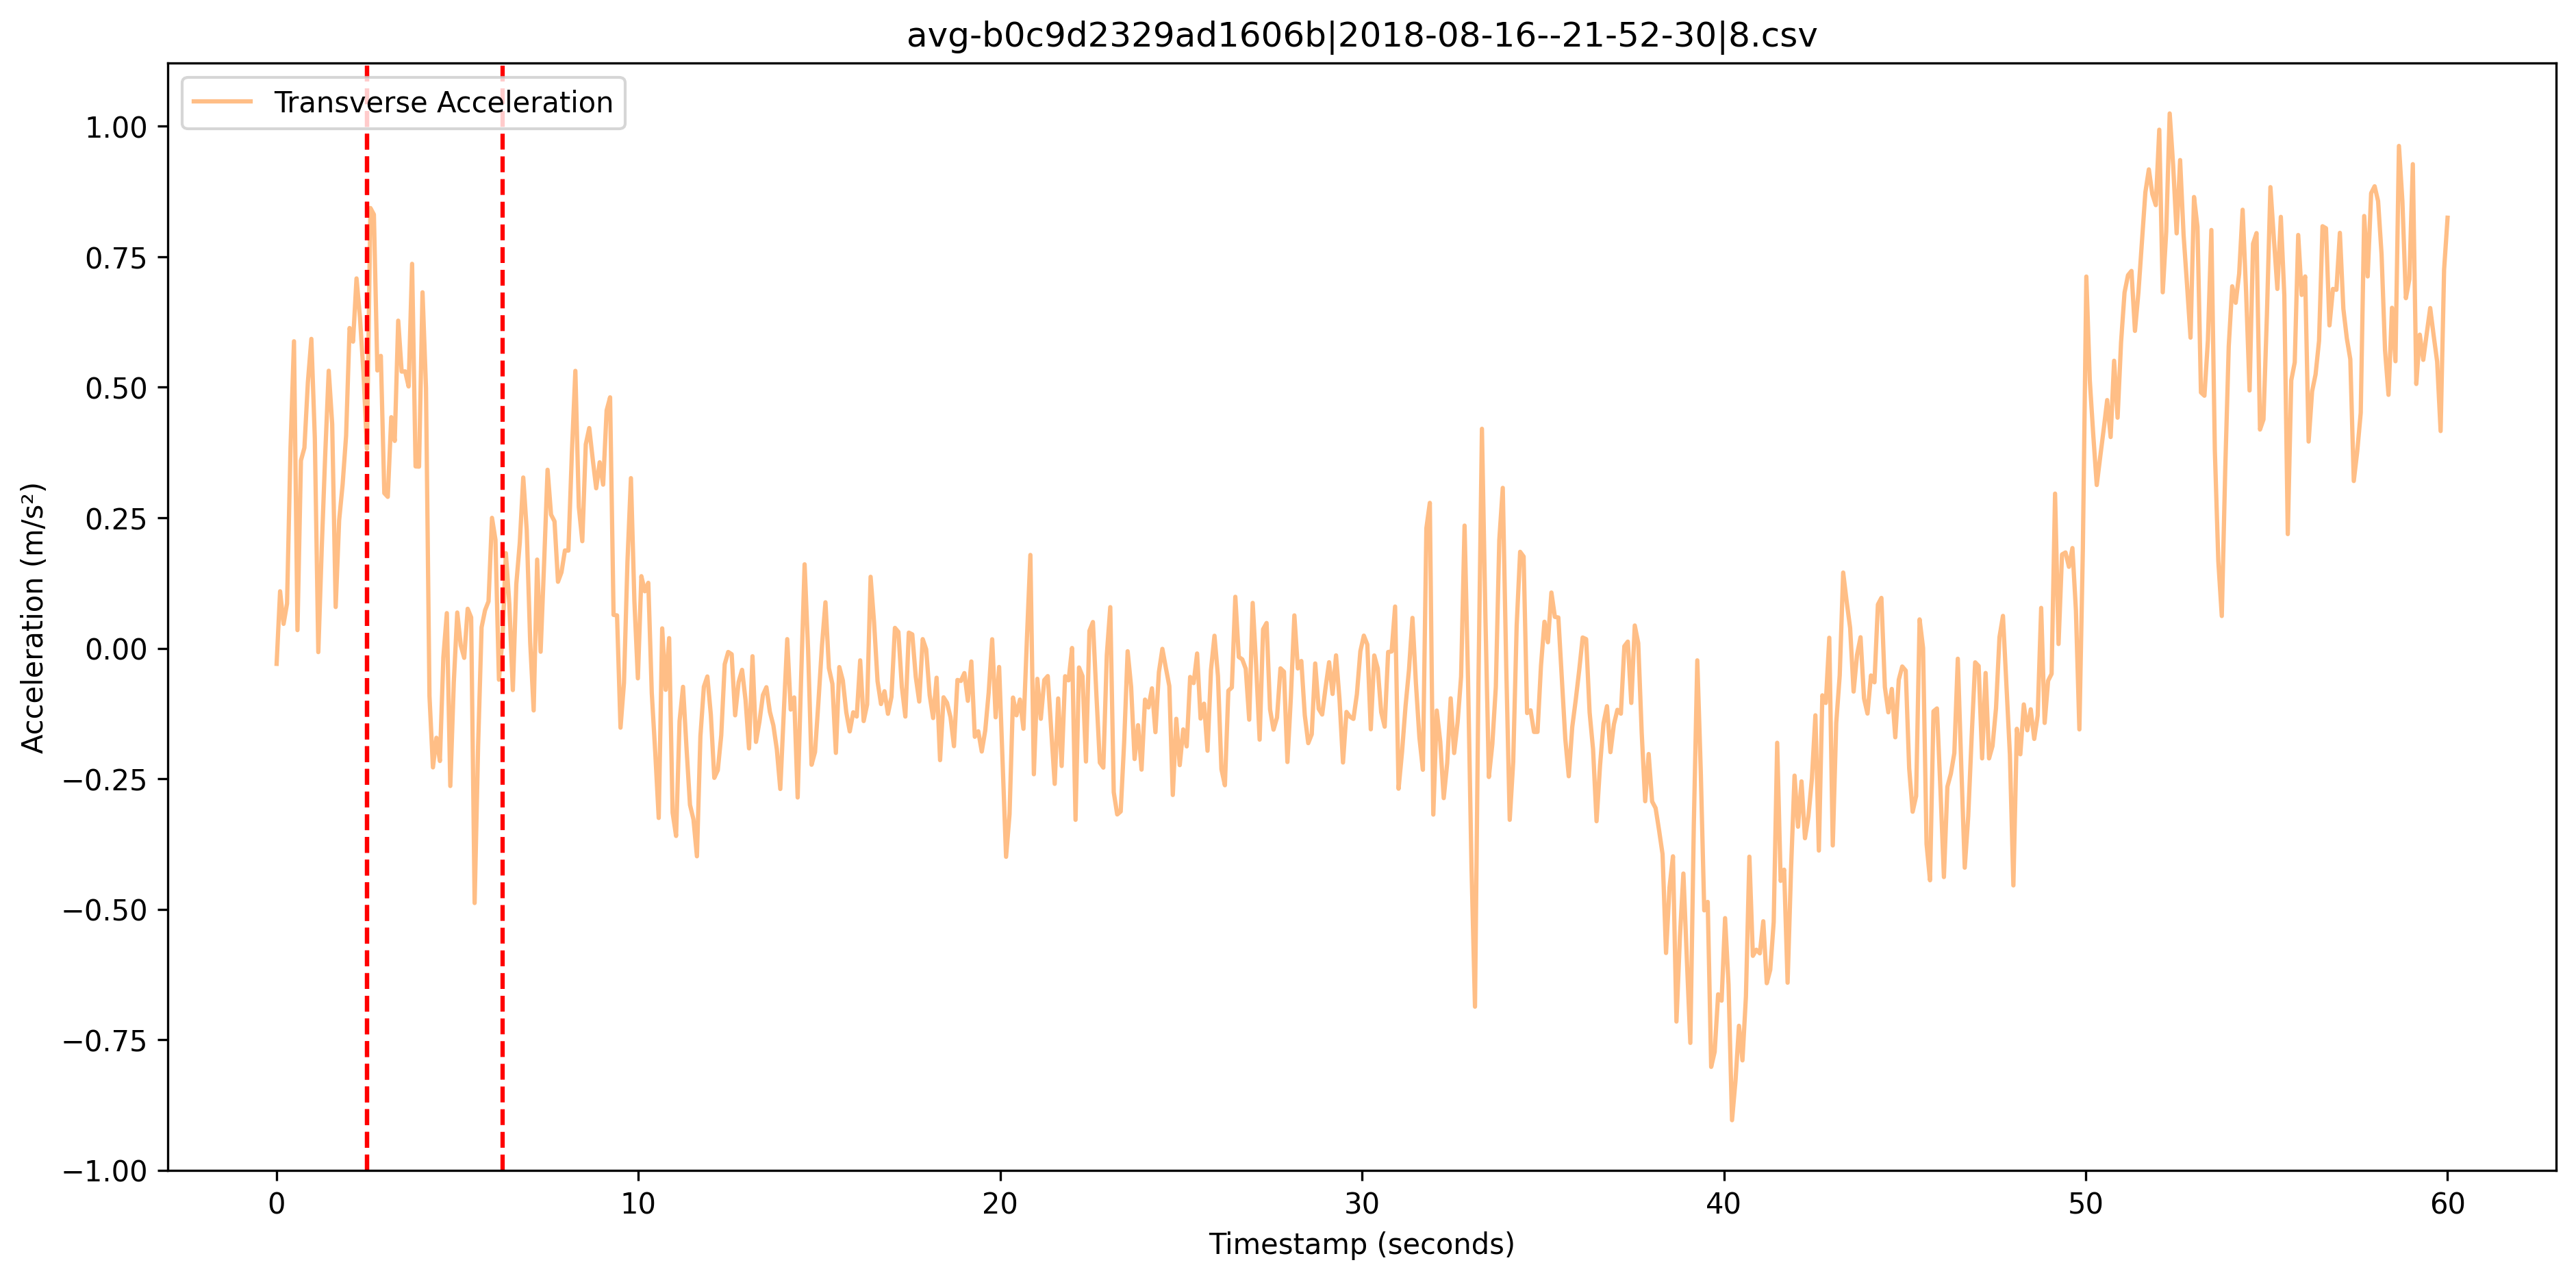 avg-b0c9d2329ad1606b|2018-08-16--21-52-30|8.csv
Transverse Acceleration
1.00
0.75
0.50
0.25
0.00
−0.25
−0.50
−0.75
−1.00
Acceleration (m/s²)
0 10 20 30 40 50 60
Timestamp (seconds)